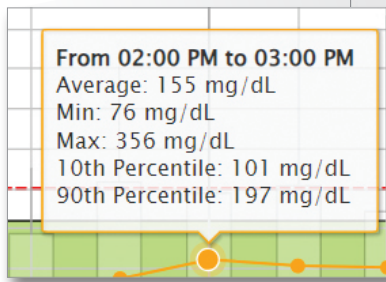 From 02:00 PM to 03:00 PM
Average: 155 mg/dL
Min: 76 mg/dL
Max: 356 mg/dL
10th Percentile: 101 mg/dL
90th Percentile: 197 mg/dL